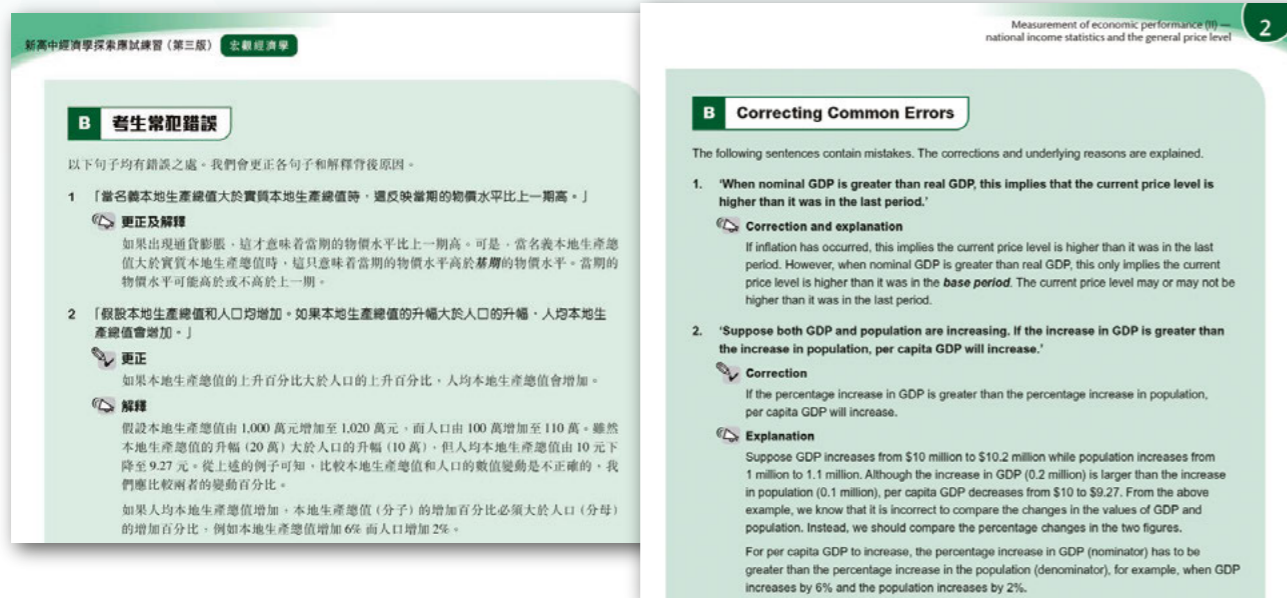 新高中經濟學探索應試練習（第三版） 宏觀經濟學
B 考生常犯錯誤
以下句子均有錯誤之處。我們會更正各句子和解釋背後原因。
1 「當名義本地生產總值大於實質本地生產總值時，這反映當期的物價水平比上一期高。」
更正及解釋
如果出現通貨膨脹，這才意味着當期的物價水平比上一期高。可是，當名義本地生產總
值大於實質本地生產總值時，這只意味着當期的物價水平高於基期的物價水平。當期的
物價水平可能高於或不高於上一期。
2 「假設本地生產總值和人口均增加。如果本地生產總值的升幅大於人口的升幅，人均本地生
產總值會增加。」
更正
如果本地生產總值的上升百分比大於人口的上升百分比，人均本地生產總值會增加。
解釋
假設本地生產總值由 1,000 萬元增加至 1,020 萬元，而人口由 100 萬增加至 110 萬。雖然
本地生產總值的升幅 (20 萬) 大於人口的升幅 (10 萬)，但人均本地生產總值由 10 元下
降至 9.27 元。從上述的例子可知，比較本地生產總值和人口的數值變動是不正確的，我
們應比較兩者的變動百分比。
如果人均本地生產總值增加，本地生產總值 (分子) 的增加百分比必須大於人口 (分母)
的增加百分比，例如本地生產總值增加 6% 而人口增加 2%。
Measurement of economic performance (II) —
national income statistics and the general price level
2
B Correcting Common Errors
The following sentences contain mistakes. The corrections and underlying reasons are explained.
1. ‘When nominal GDP is greater than real GDP, this implies that the current price level is
higher than it was in the last period.’
Correction and explanation
If inflation has occurred, this implies the current price level is higher than it was in the last
period. However, when nominal GDP is greater than real GDP, this only implies the current
price level is higher than it was in the base period. The current price level may or may not be
higher than it was in the last period.
2. ‘Suppose both GDP and population are increasing. If the increase in GDP is greater than
the increase in population, per capita GDP will increase.’
Correction
If the percentage increase in GDP is greater than the percentage increase in population,
per capita GDP will increase.
Explanation
Suppose GDP increases from $10 million to $10.2 million while population increases from
1 million to 1.1 million. Although the increase in GDP (0.2 million) is larger than the increase
in population (0.1 million), per capita GDP decreases from $10 to $9.27. From the above
example, we know that it is incorrect to compare the changes in the values of GDP and
population. Instead, we should compare the percentage changes in the two figures.
For per capita GDP to increase, the percentage increase in GDP (nominator) has to be
greater than the percentage increase in the population (denominator), for example, when GDP
increases by 6% and the population increases by 2%.